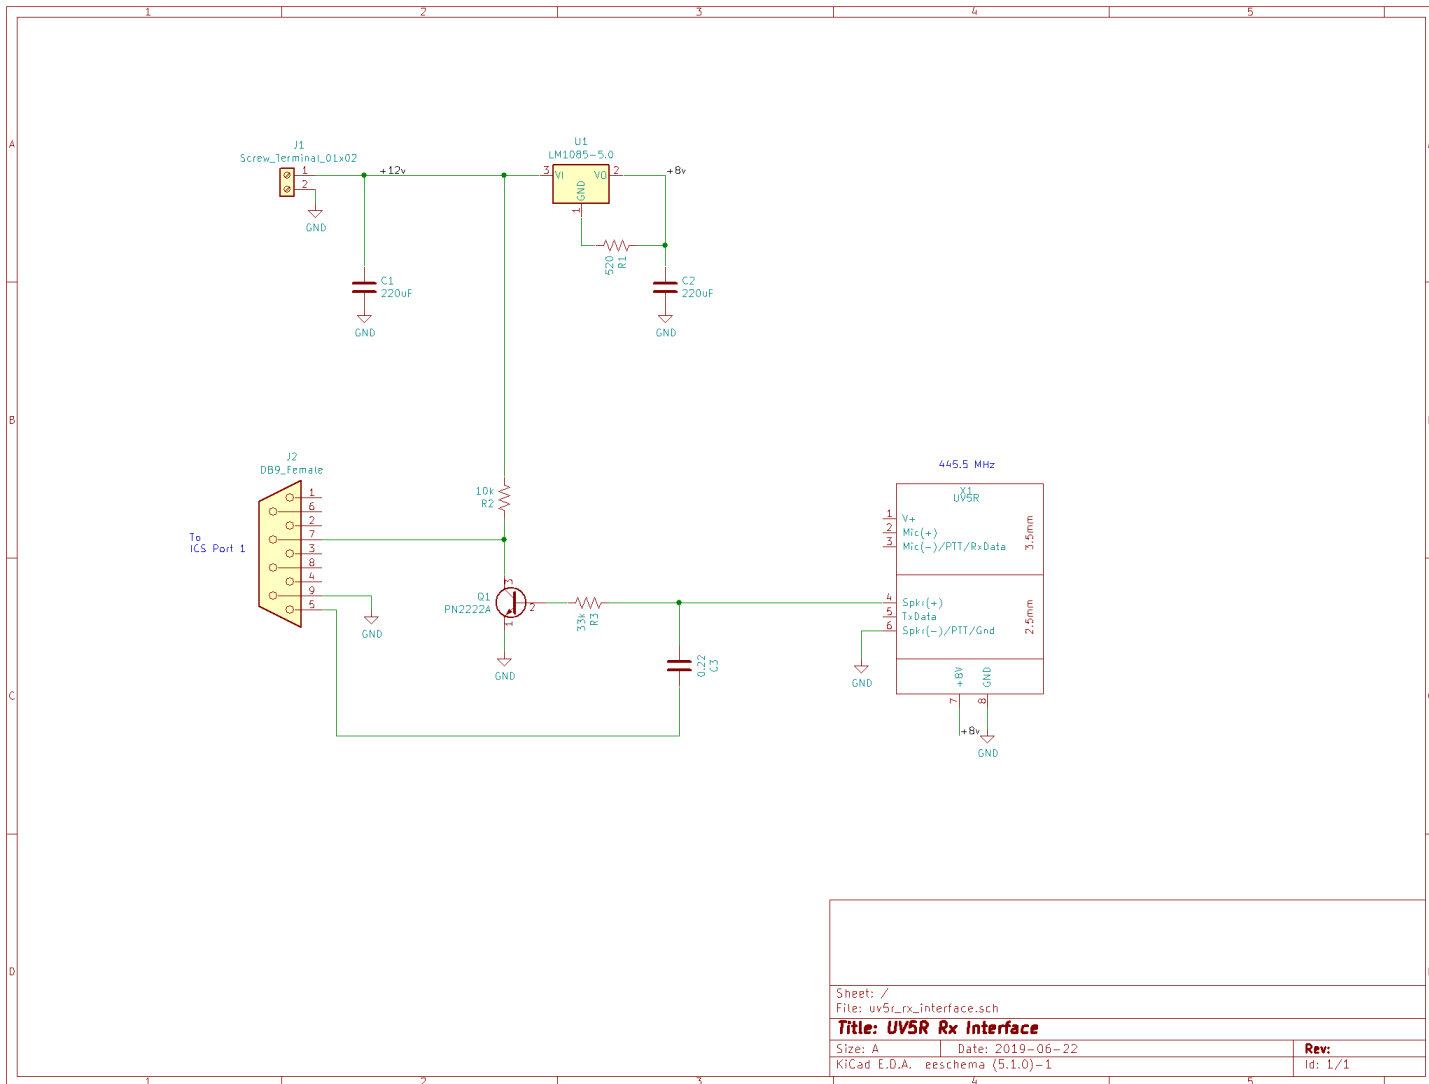 1 2 3 4 5
A
B
C
D
J1
Screw_Terminal_01x02
1
2
GND
+12v
C1
220uF
GND
U1
LM1085-5.0
3 VI VO 2
GND
1
+8v
520
R1
C2
220uF
GND
J2
DB9_Female
1
6
2
7
3
8
4
9
5
To
ICS Port 1
GND
10k
R2
Q1
PN2222A
3
2
1
GND
33k
R3
0.22
C3
445.5 MHz
X1
UV5R
1 V+
2 Mic(+)
3 Mic(-)/PTT/RxData
3.5mm
4 Spkr(+)
5 TxData
6 Spkr(-)/PTT/Gnd
2.5mm
GND
+8V GND
7 8
+8v
GND
Sheet: /
File: uv5r_rx_interface.sch
Title: UV5R Rx Interface
Size: A Date: 2019-06-22 Rev:
KiCad E.D.A. eeschema (5.1.0)-1 Id: 1/1
1 2 3 4 5